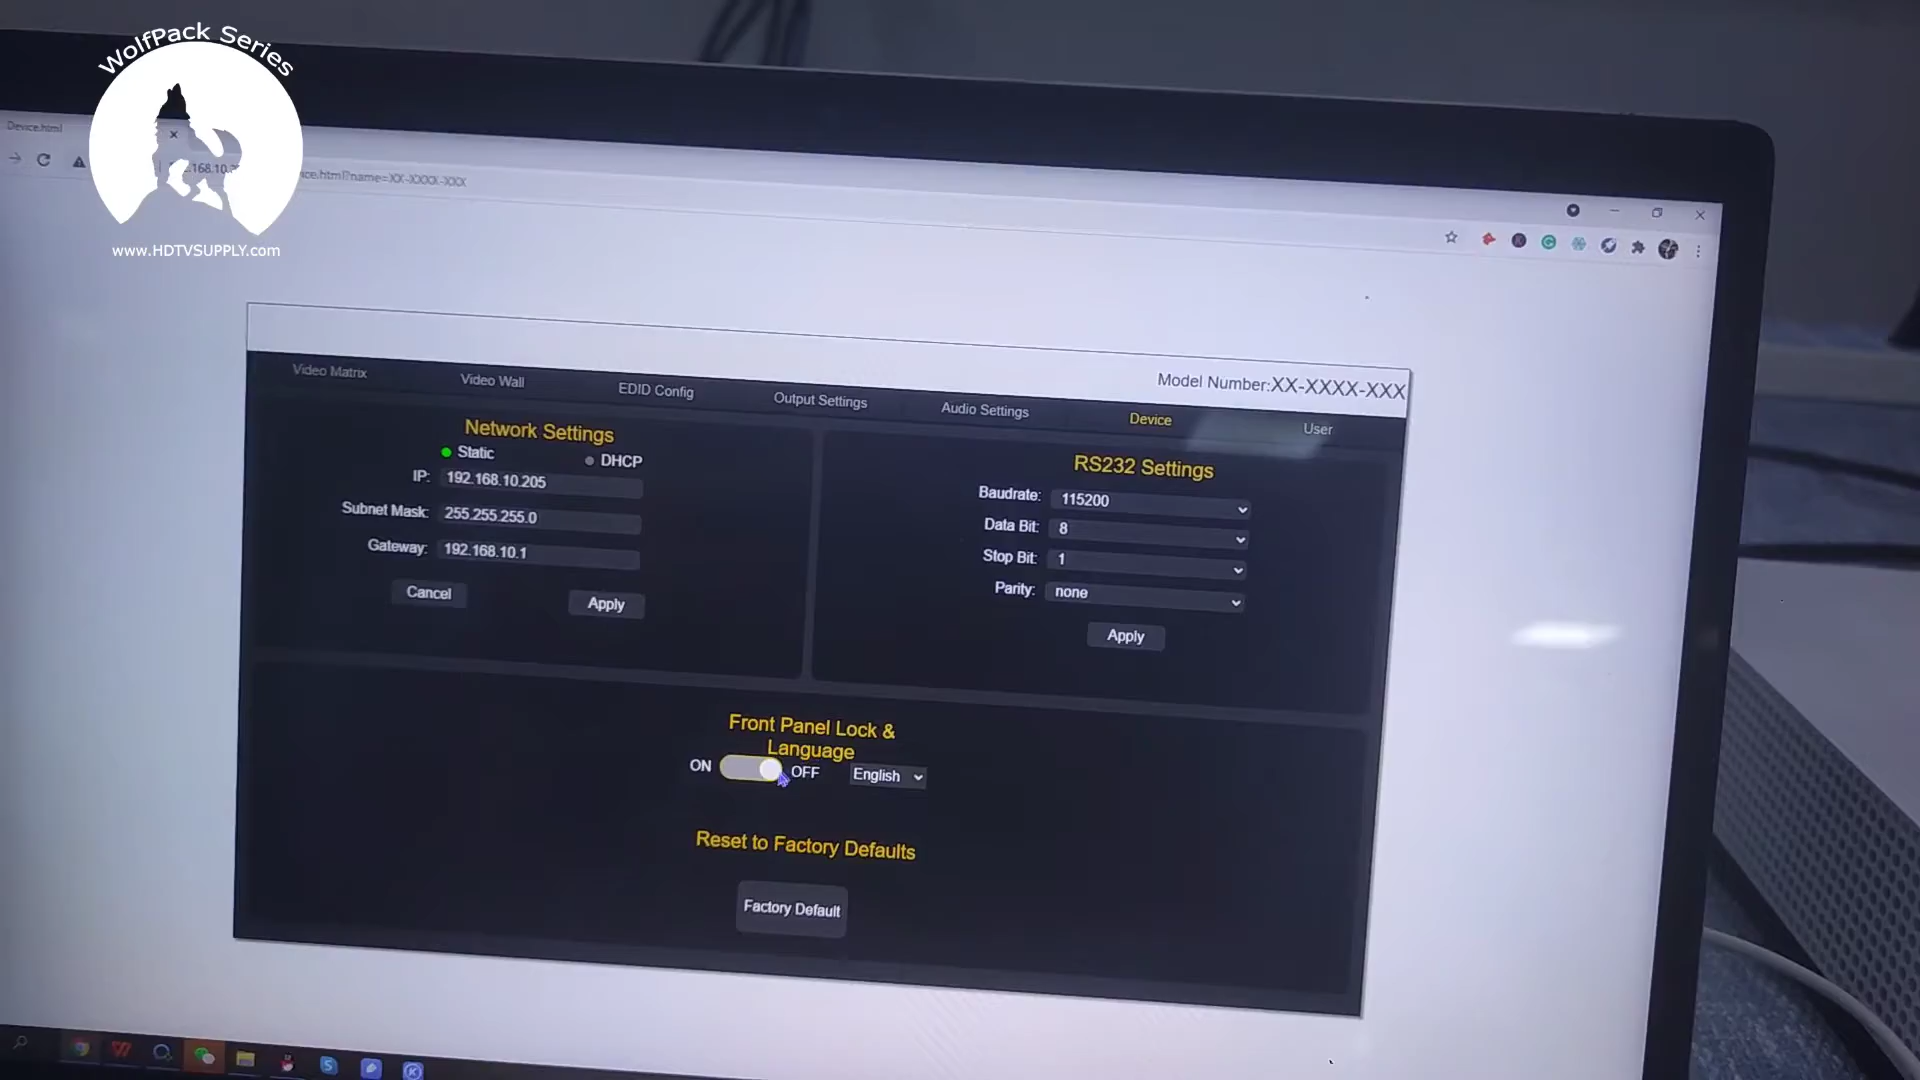 WolfPack Series
www.HDTVSUPPLY.com
Device.html
ice.html?name=XX-XXXX-XXX
Model Number:XX-XXXX-XXX
Video Matrix
Video Wall
EDID Config
Output Settings
Audio Settings
Device
User
Network Settings
Static
DHCP
IP: 192.168.10.205
Subnet Mask: 255.255.255.0
Gateway: 192.168.10.1
Cancel
Apply
RS232 Settings
Baudrate: 115200
Data Bit: 8
Stop Bit: 1
Parity: none
Apply
Front Panel Lock &
Language
ON
OFF
English
Reset to Factory Defaults
Factory Default